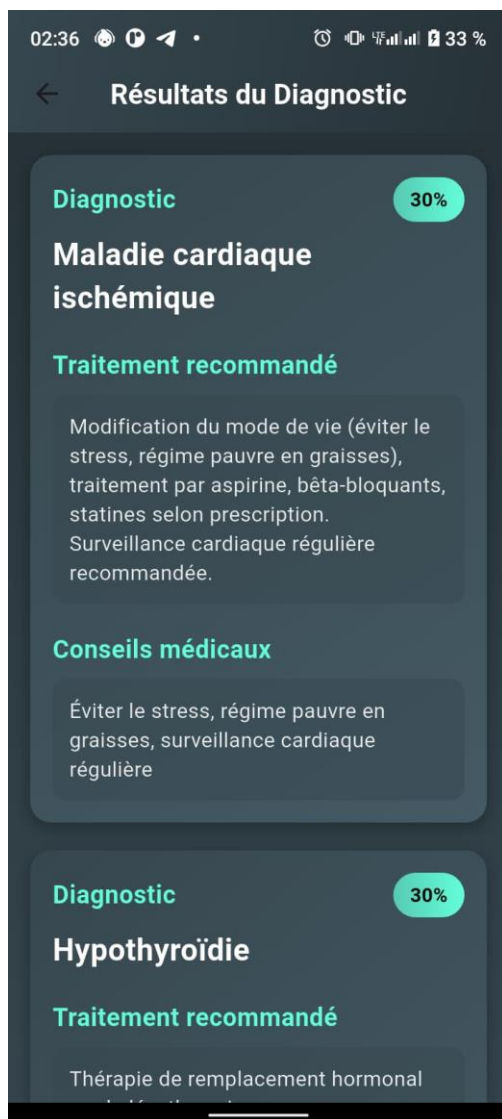 02:36
33 %
Résultats du Diagnostic
Diagnostic
30%
Maladie cardiaque
ischémique
Traitement recommandé
Modification du mode de vie (éviter le
stress, régime pauvre en graisses),
traitement par aspirine, bêta-bloquants,
statines selon prescription.
Surveillance cardiaque régulière
recommandée.
Conseils médicaux
Éviter le stress, régime pauvre en
graisses, surveillance cardiaque
régulière
Diagnostic
30%
Hypothyroïdie
Traitement recommandé
Thérapie de remplacement hormonal